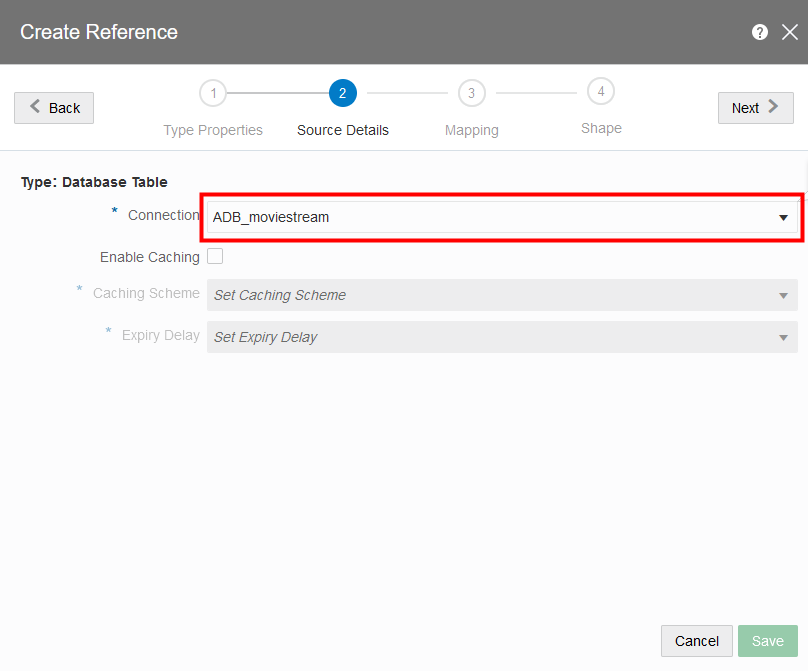 Create Reference
?
Back
1
2
3
4
Next
Type Properties
Source Details
Mapping
Shape
Type: Database Table
* Connection ADB_moviestream
Enable Caching
* Caching Scheme Set Caching Scheme
* Expiry Delay Set Expiry Delay
Cancel
Save